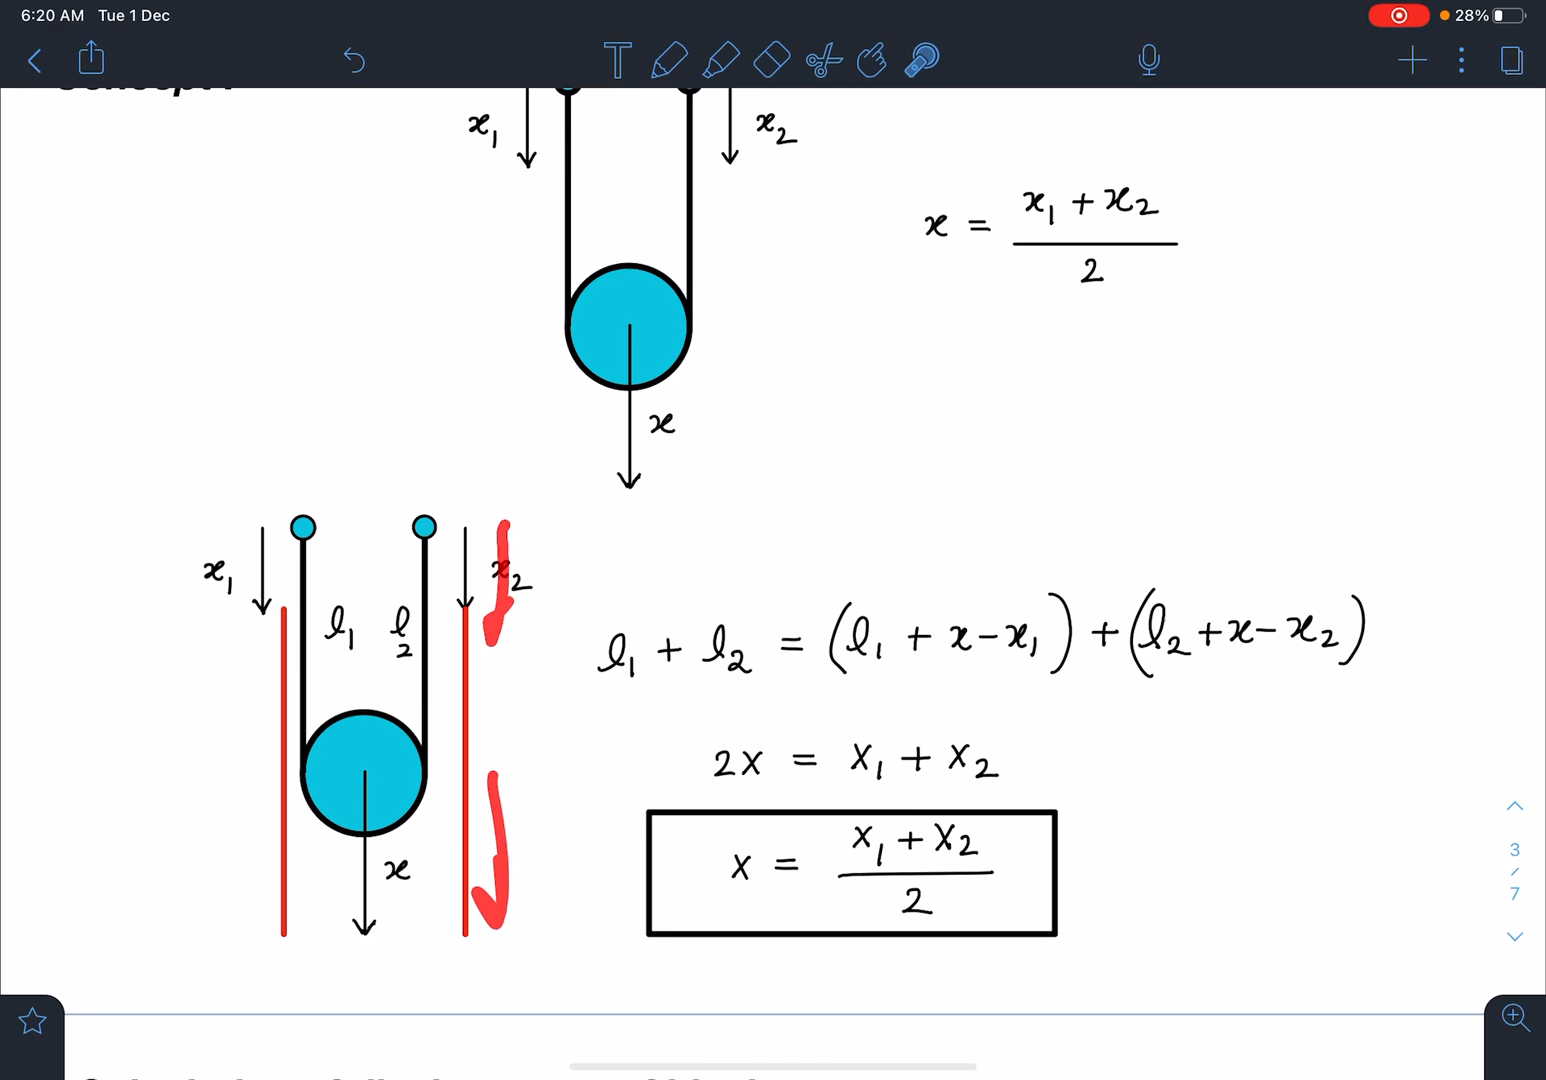 6:20 AM Tue 1 Dec
28%
T
x₁
x₂
x = (x₁ + x₂)/2
x
x₁
x₂
l₁ l₂
l₁ + l₂ = (l₁ + x - x₁) + (l₂ + x - x₂)
2x = x₁ + x₂
x = (x₁ + x₂)/2
x
3
/
7